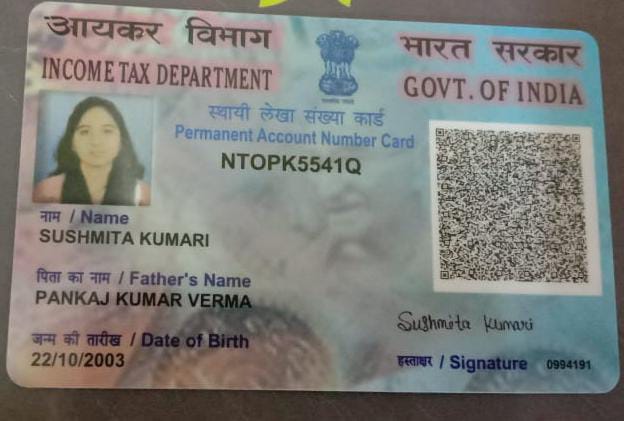 आयकर विभाग
INCOME TAX DEPARTMENT
भारत सरकार
GOVT. OF INDIA
स्थायी लेखा संख्या कार्ड
Permanent Account Number Card
NTOPK5541Q
नाम / Name
SUSHMITA KUMARI
पिता का नाम / Father's Name
PANKAJ KUMAR VERMA
जन्म की तारीख / Date of Birth
22/10/2003
Sushmita Kumari
हस्ताक्षर / Signature
0994191